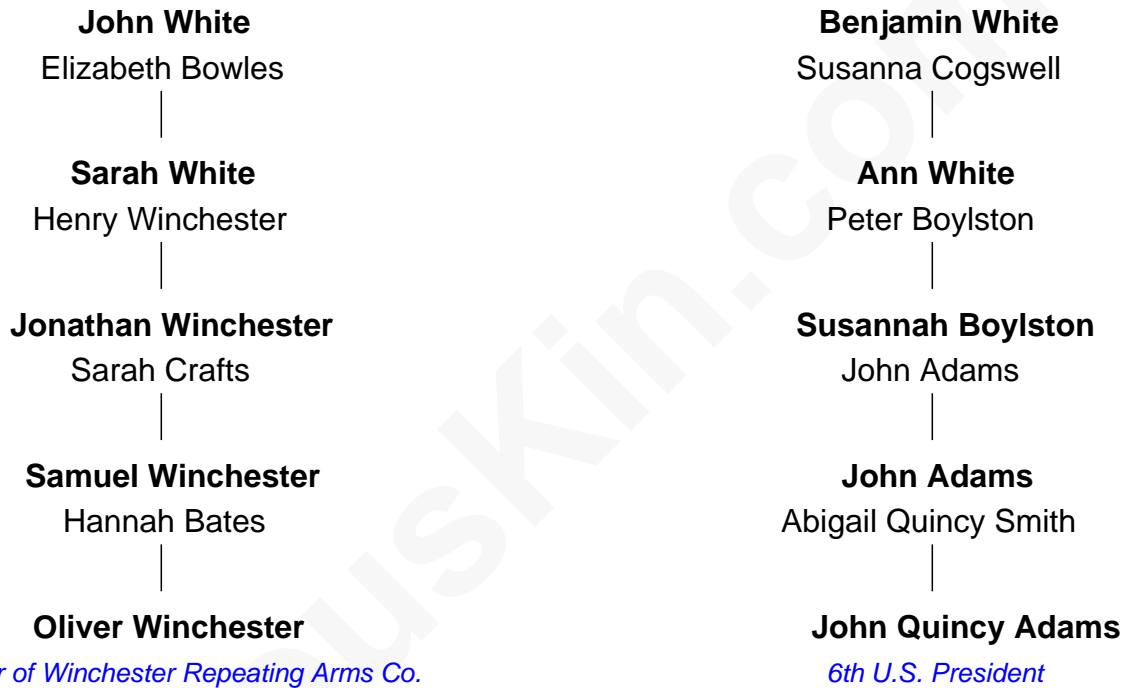 John White
Elizabeth Bowles
Sarah White
Henry Winchester
Jonathan Winchester
Sarah Crafts
Samuel Winchester
Hannah Bates
Oliver Winchester
of Winchester Repeating Arms Co.
Benjamin White
Susanna Cogswell
Ann White
Peter Boylston
Susannah Boylston
John Adams
John Adams
Abigail Quincy Smith
John Quincy Adams
6th U.S. President